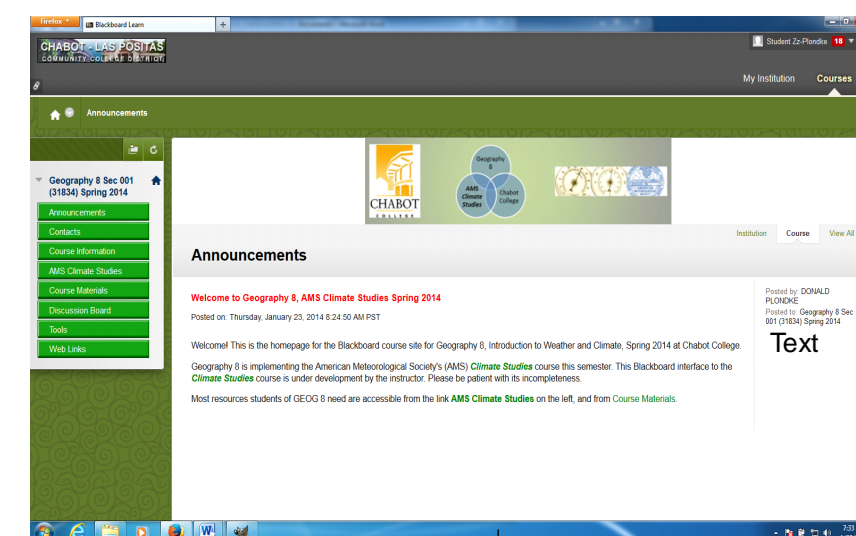 Firefox
Blackboard Learn
CHABOT - LAS POSITAS
COMMUNITY COLLEGE DISTRICT
Student Zz-Plondke 18
My Institution Courses
Announcements
Geography 8 Sec 001
(31834) Spring 2014
Announcements
Contacts
Course Information
AMS Climate Studies
Course Materials
Discussion Board
Tools
Web Links
CHABOT
COLLEGE
Geography
8
AMS
Climate
Studies
Chabot
College
Institution Course View All
Announcements
Welcome to Geography 8, AMS Climate Studies Spring 2014
Posted on: Thursday, January 23, 2014 8:24:50 AM PST
Welcome! This is the homepage for the Blackboard course site for Geography 8, Introduction to Weather and Climate, Spring 2014 at Chabot College.
Geography 8 is implementing the American Meteorological Society's (AMS) Climate Studies course this semester. This Blackboard interface to the
Climate Studies course is under development by the instructor. Please be patient with its incompleteness.
Most resources students of GEOG 8 need are accessible from the link AMS Climate Studies on the left, and from Course Materials.
Posted by: DONALD
PLONDKE
Posted to: Geography 8 Sec
001 (31834) Spring 2014
Text
7:33